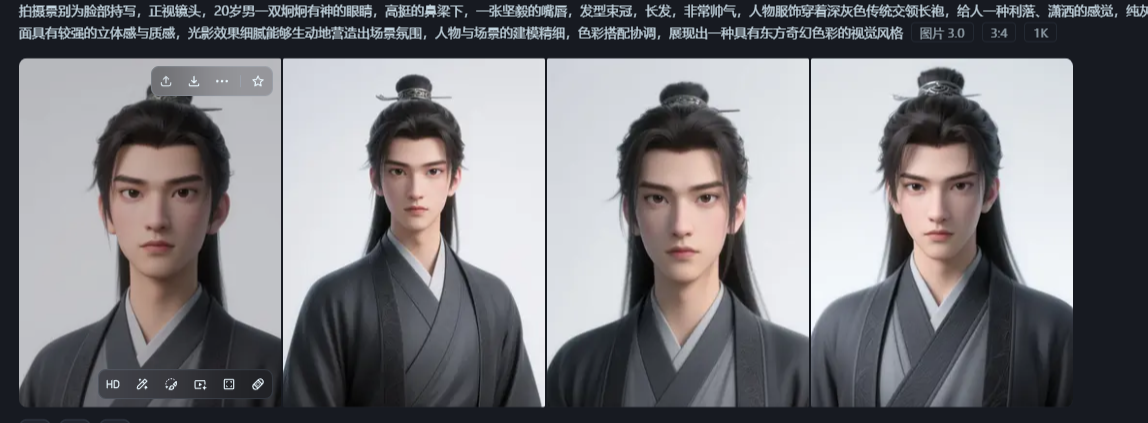 拍摄景别为脸部持写，正视镜头，20岁男一双炯炯有神的眼睛，高挺的鼻梁下，一张坚毅的嘴唇，发型束冠，长发，非常帅气，人物服饰穿着深灰色传统交领长袍，给人一种利落、潇洒的感觉，纯灰
面具有较强的立体感与质感，光影效果细腻能够生动地营造出场景氛围，人物与场景的建模精细，色彩搭配协调，展现出一种具有东方奇幻色彩的视觉风格 图片 3.0 3:4 1K
HD